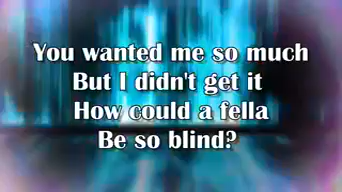 You wanted me so much
But I didn't get it
How could a fella
Be so blind?